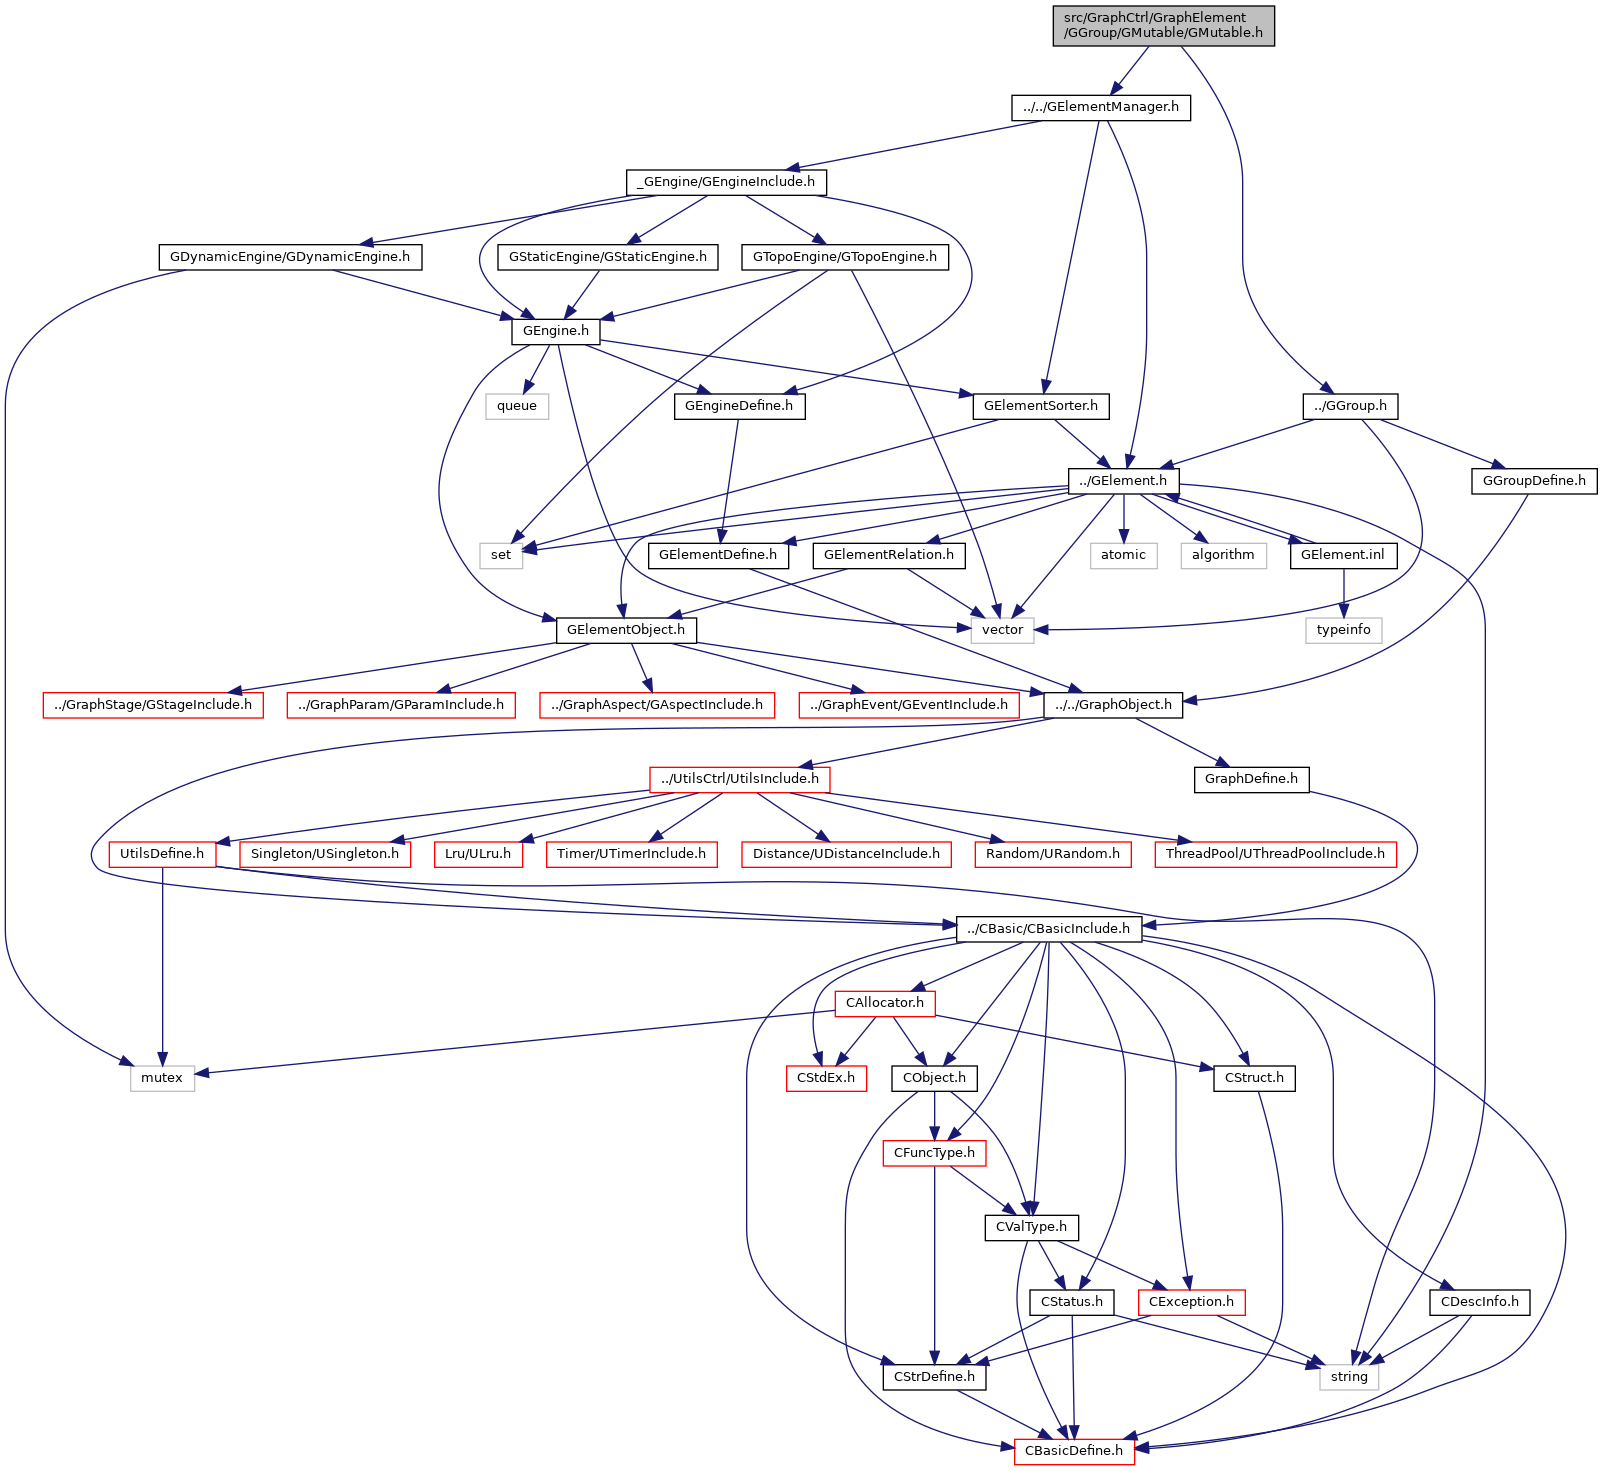 src/GraphCtrl/GraphElement
/GGroup/GMutable/GMutable.h
../../GElementManager.h
_GEngine/GEngineInclude.h
GDynamicEngine/GDynamicEngine.h
GStaticEngine/GStaticEngine.h
GTopoEngine/GTopoEngine.h
GEngine.h
queue
GEngineDefine.h
GElementSorter.h
../GGroup.h
../GElement.h
GGroupDefine.h
set
GElementDefine.h
GElementRelation.h
atomic
algorithm
GElement.inl
GElementObject.h
vector
typeinfo
../GraphStage/GStageInclude.h
../GraphParam/GParamInclude.h
../GraphAspect/GAspectInclude.h
../GraphEvent/GEventInclude.h
../../GraphObject.h
../UtilsCtrl/UtilsInclude.h
GraphDefine.h
UtilsDefine.h
Singleton/USingleton.h
Lru/ULru.h
Timer/UTimerInclude.h
Distance/UDistanceInclude.h
Random/URandom.h
ThreadPool/UThreadPoolInclude.h
../CBasic/CBasicInclude.h
CAllocator.h
mutex
CStdEx.h
CObject.h
CStruct.h
CFuncType.h
CValType.h
CStatus.h
CException.h
CDescInfo.h
CStrDefine.h
string
CBasicDefine.h